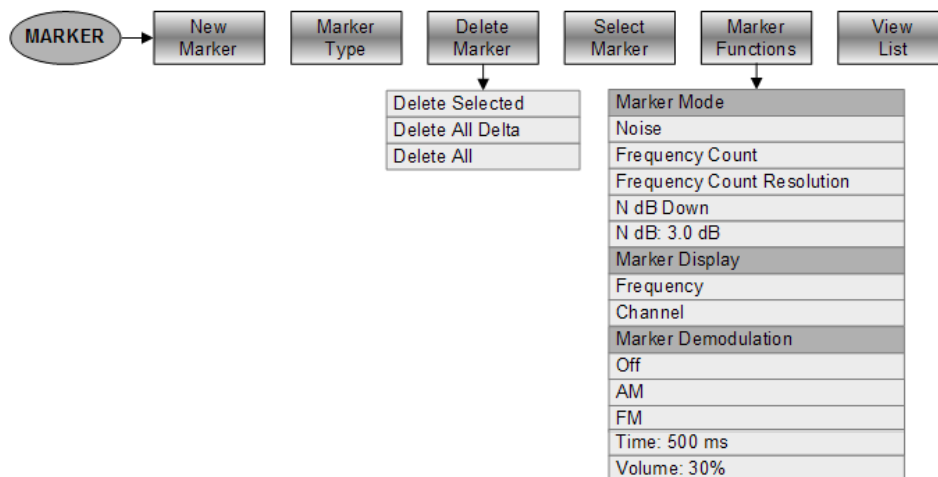 MARKER
New
Marker
Marker
Type
Delete
Marker
Select
Marker
Marker
Functions
View
List
Delete Selected
Delete All Delta
Delete All
Marker Mode
Noise
Frequency Count
Frequency Count Resolution
N dB Down
N dB: 3.0 dB
Marker Display
Frequency
Channel
Marker Demodulation
Off
AM
FM
Time: 500 ms
Volume: 30%